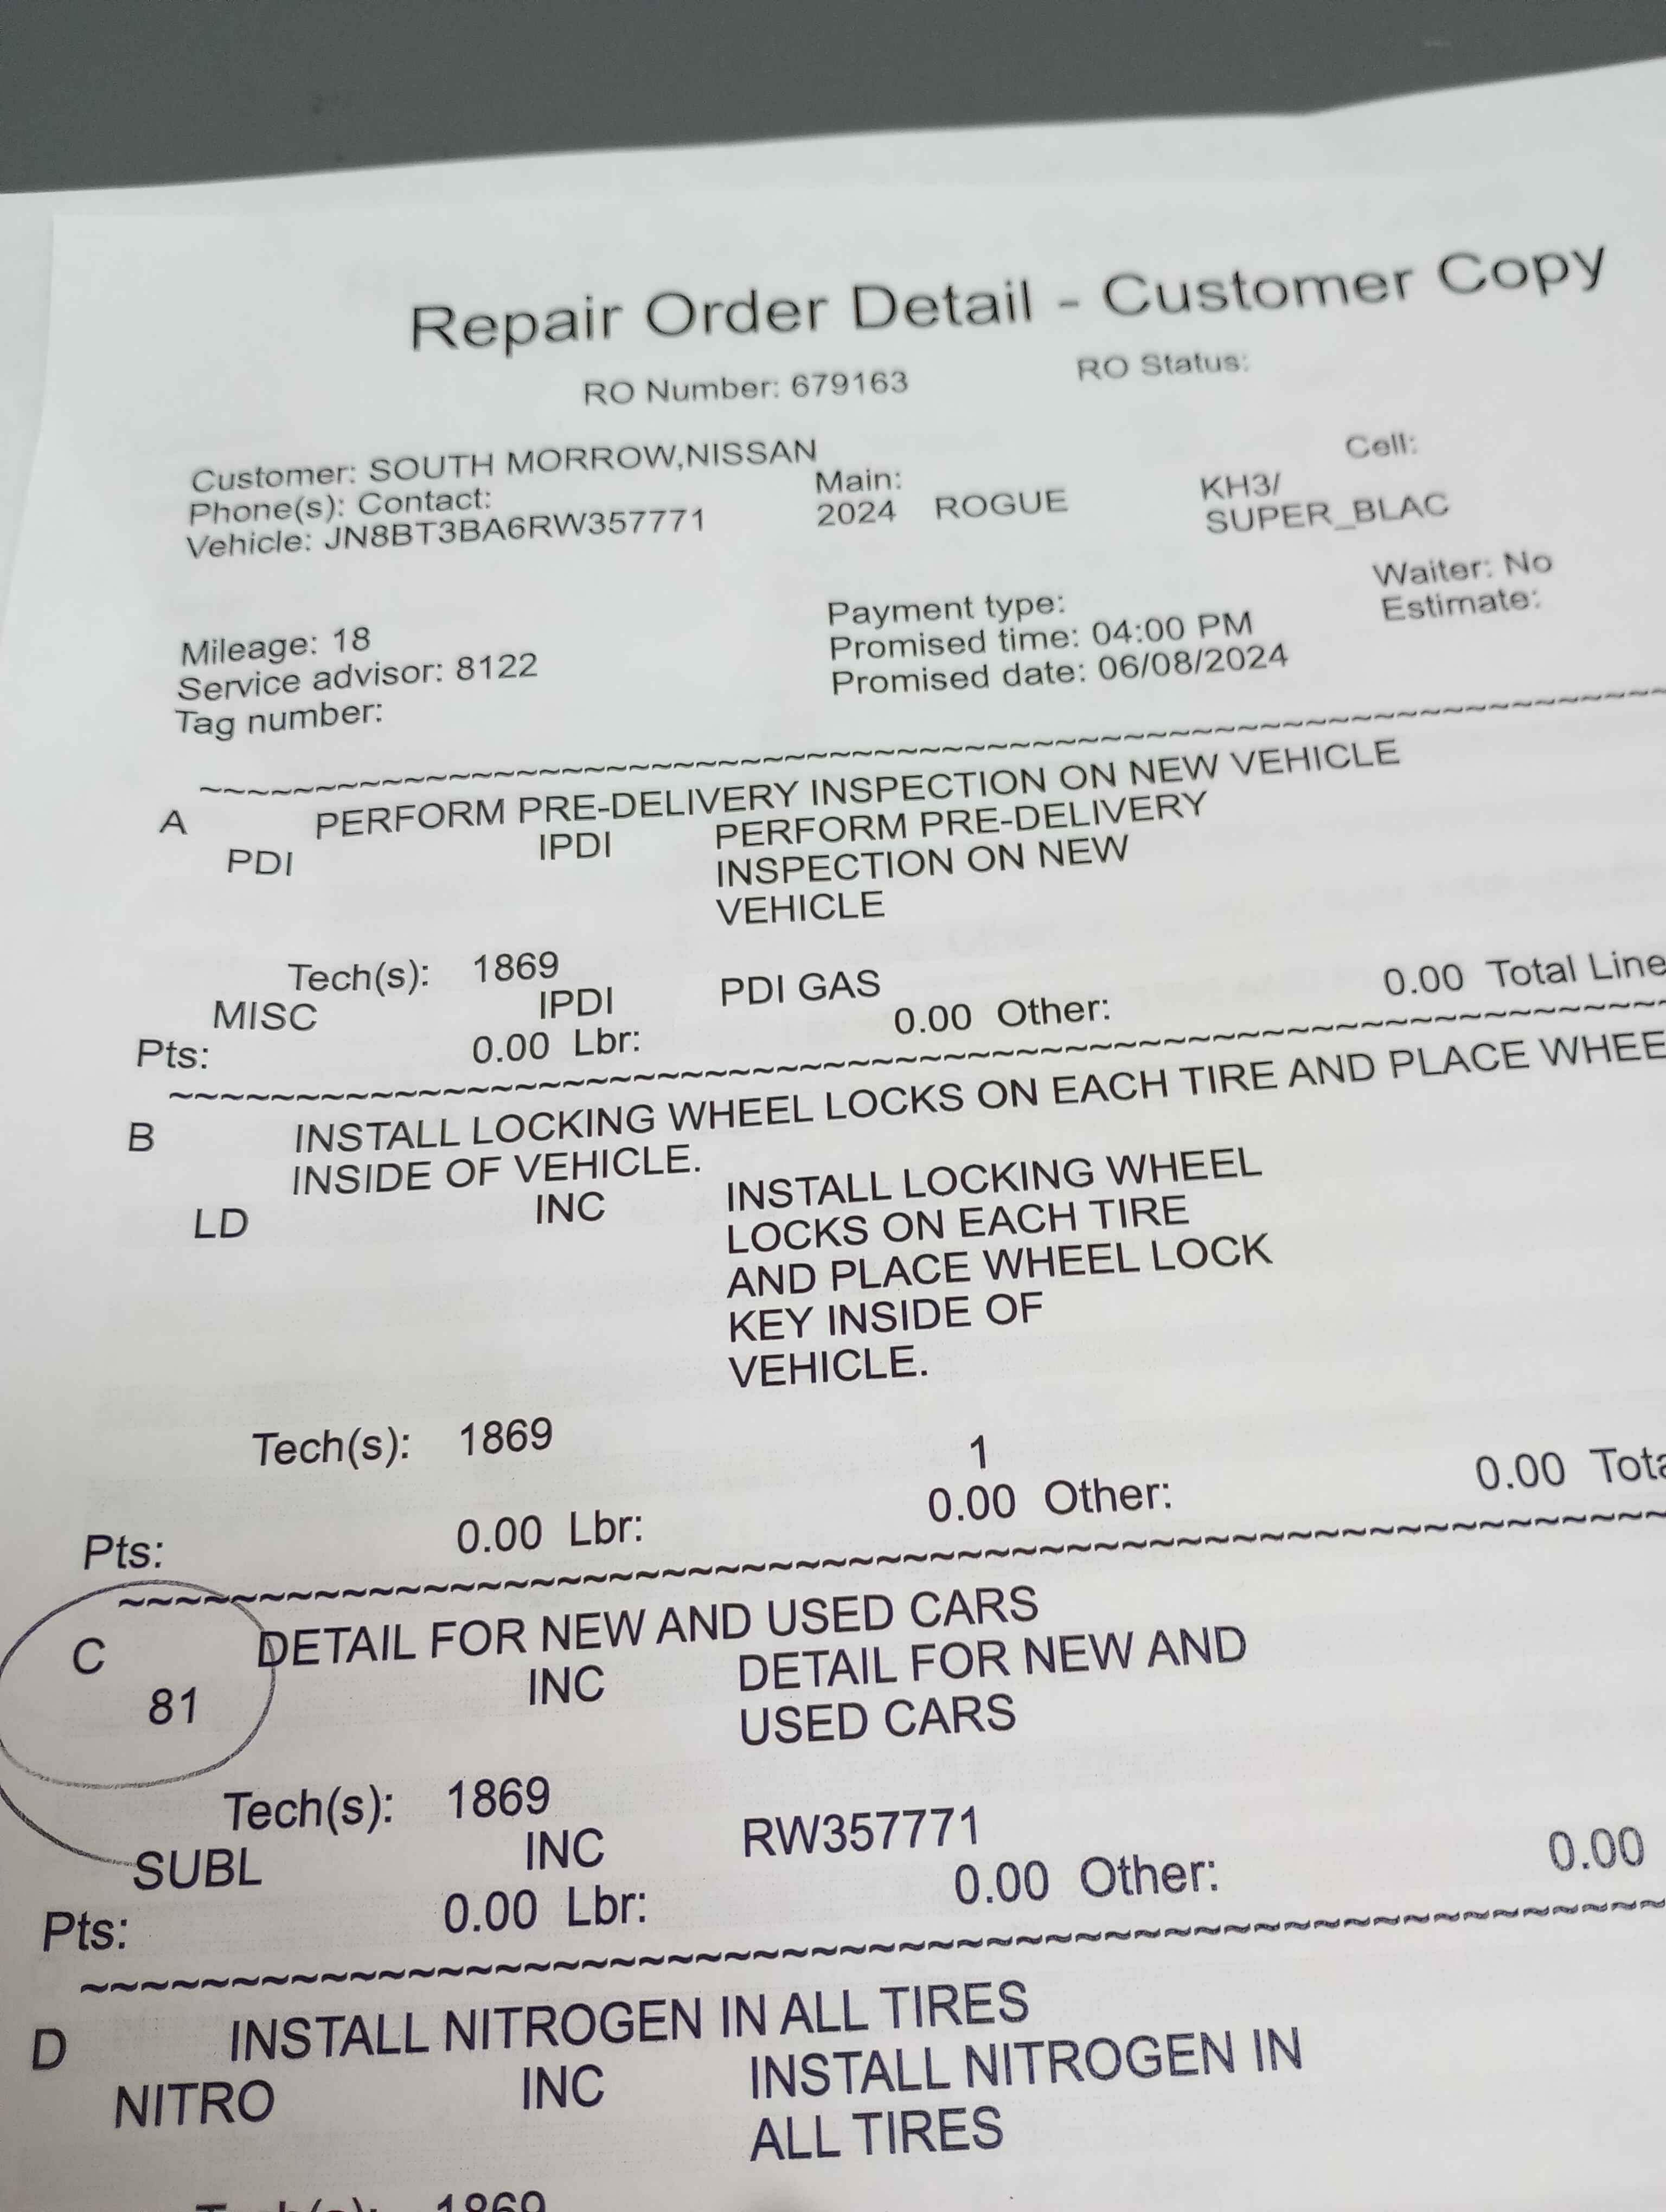 Repair Order Detail - Customer Copy
RO Number: 679163 RO Status:
Customer: SOUTH MORROW,NISSAN
Phone(s): Contact: Main: Cell:
Vehicle: JN8BT3BA6RW357771 2024 ROGUE KH3/
SUPER_BLAC
Mileage: 18 Payment type: Waiter: No
Service advisor: 8122 Promised time: 04:00 PM Estimate:
Tag number: Promised date: 06/08/2024
~~~~~~~~~~~~~~~~~~~~~~~~~~~~~~~~~~~~~~~~~~~~~~~~~~~~~~~~~~~~
A PERFORM PRE-DELIVERY INSPECTION ON NEW VEHICLE
PDI IPDI PERFORM PRE-DELIVERY
INSPECTION ON NEW
VEHICLE
Tech(s): 1869
MISC IPDI PDI GAS
Pts: 0.00 Lbr: 0.00 Other: 0.00 Total Line
~~~~~~~~~~~~~~~~~~~~~~~~~~~~~~~~~~~~~~~~~~~~~~~~~~~~~~~~~~~~
B INSTALL LOCKING WHEEL LOCKS ON EACH TIRE AND PLACE WHEE
INSIDE OF VEHICLE.
LD INC INSTALL LOCKING WHEEL
LOCKS ON EACH TIRE
AND PLACE WHEEL LOCK
KEY INSIDE OF
VEHICLE.
Tech(s): 1869
1
Pts: 0.00 Lbr: 0.00 Other: 0.00 Tota
~~~~~~~~~~~~~~~~~~~~~~~~~~~~~~~~~~~~~~~~~~~~~~~~~~~~~~~~~~~~
C DETAIL FOR NEW AND USED CARS
81 INC DETAIL FOR NEW AND
USED CARS
Tech(s): 1869
SUBL INC RW357771
Pts: 0.00 Lbr: 0.00 Other: 0.00
~~~~~~~~~~~~~~~~~~~~~~~~~~~~~~~~~~~~~~~~~~~~~~~~~~~~~~~~~~~~
D INSTALL NITROGEN IN ALL TIRES
NITRO INC INSTALL NITROGEN IN
ALL TIRES
Tech(s): 1869